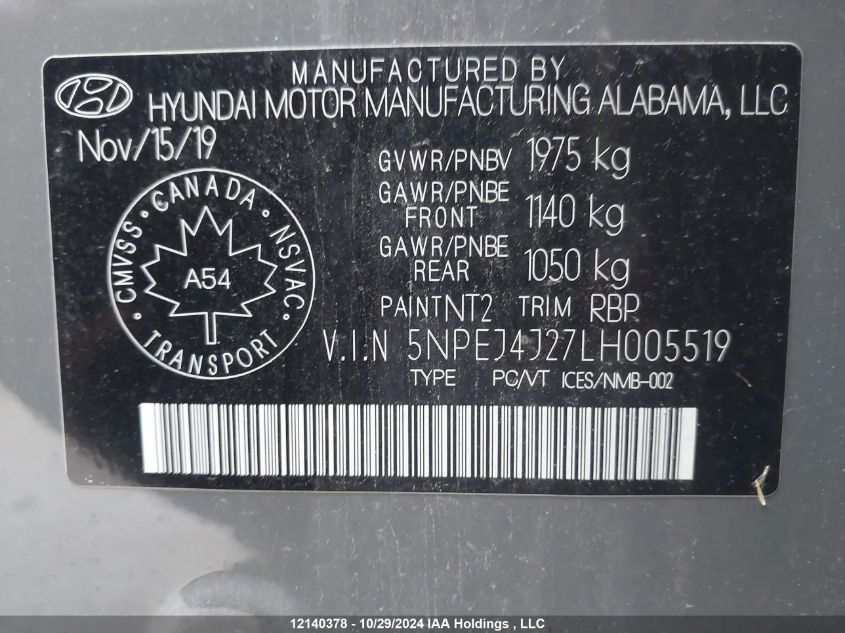 MANUFACTURED BY
HYUNDAI MOTOR MANUFACTURING ALABAMA, LLC
Nov/15/19
GVWR/PNBV 1975 kg
GAWR/PNBE FRONT 1140 kg
GAWR/PNBE REAR 1050 kg
PAINT NT2 TRIM RBP
V.I.N 5NPEJ4J27LH005519
TYPE PC/VT ICES/NMB-002
CANADA
CMVSS · NSVAC
A54
TRANSPORT
12140378 - 10/29/2024 IAA Holdings , LLC